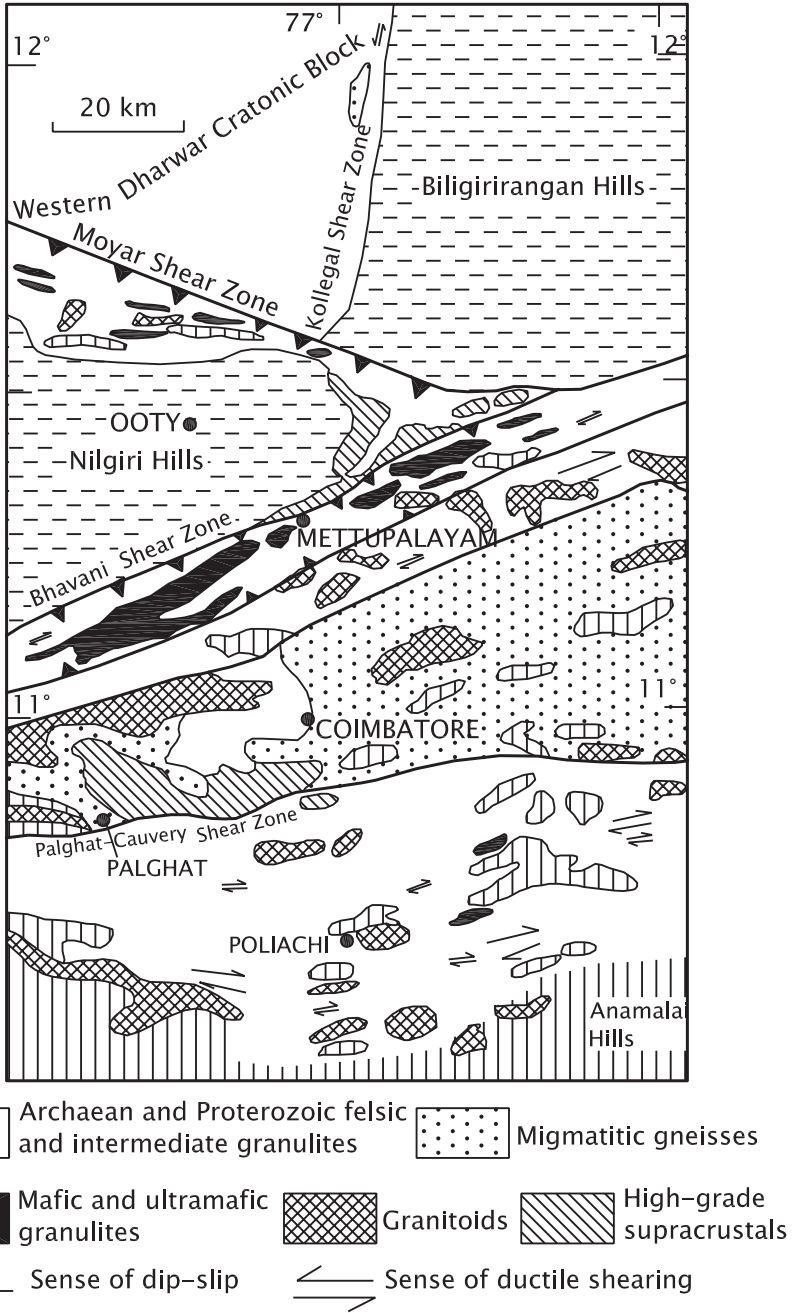 77°
12°
12°
20 km
Western Dharwar Cratonic Block
Kollegal Shear Zone
Biligirirangan Hills
Moyar Shear Zone
OOTY
Nilgiri Hills
Bhavani Shear Zone
METTUPALAYAM
11°
11°
COIMBATORE
Palghat-Cauvery Shear Zone
PALGHAT
POLIACHI
Anamalai
Hills
Archaean and Proterozoic felsic
and intermediate granulites
Migmatitic gneisses
Mafic and ultramafic
granulites
Granitoids
High-grade
supracrustals
Sense of dip-slip
Sense of ductile shearing